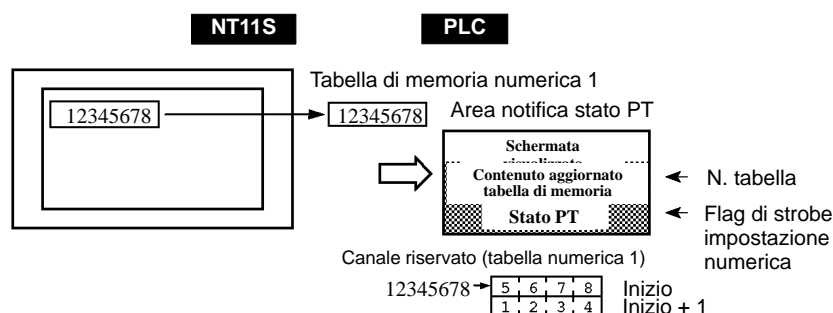 NT11S PLC
Tabella di memoria numerica 1
12345678 12345678 Area notifica stato PT
Schermata
visualizzata
Contenuto aggiornato
tabella di memoria
N. tabella
Stato PT
Flag di strobe
impostazione
numerica
Canale riservato (tabella numerica 1)
12345678 5 6 7 8 Inizio
1 2 3 4 Inizio + 1